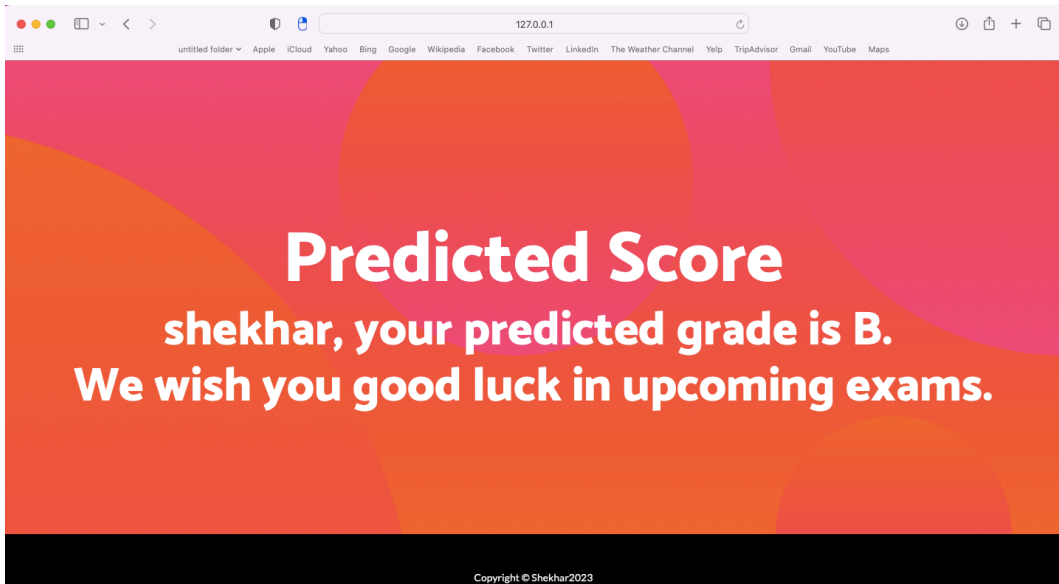 127.0.0.1
untitled folder Apple iCloud Yahoo Bing Google Wikipedia Facebook Twitter LinkedIn The Weather Channel Yelp TripAdvisor Gmail YouTube Maps
Predicted Score
shekhar, your predicted grade is B.
We wish you good luck in upcoming exams.
Copyright © Shekhar2023